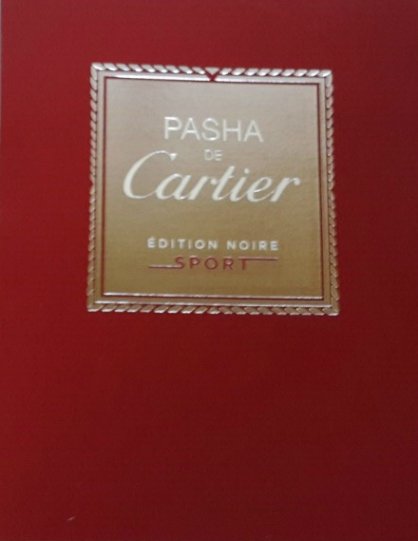 PASHA
DE
Cartier
ÉDITION NOIRE
SPORT